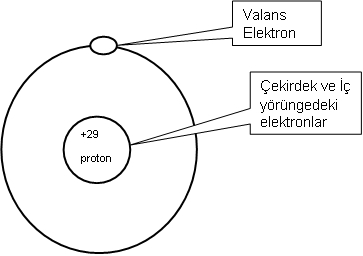 Valans
Elektron
Çekirdek ve İç
yörüngedeki
elektronlar
+29
proton